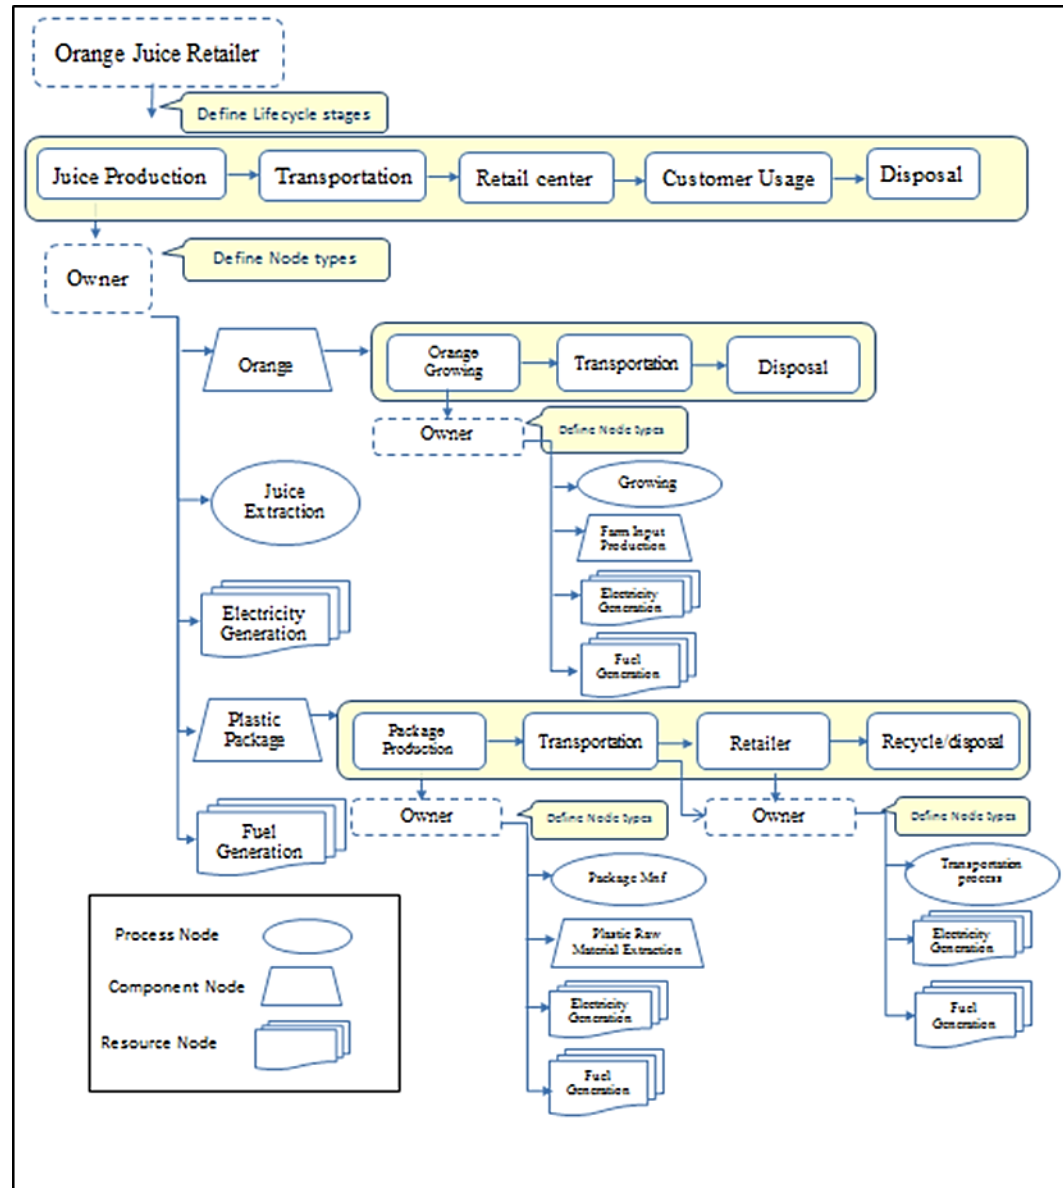 Orange Juice Retailer
Define Lifecycle stages
Juice Production
Transportation
Retail center
Customer Usage
Disposal
Owner
Define Node types
Orange
Orange
Growing
Transportation
Disposal
Owner
Define Node types
Growing
Farm Input
Production
Electricity
Generation
Fuel
Generation
Juice
Extraction
Electricity
Generation
Plastic
Package
Package
Production
Transportation
Retailer
Recycle/disposal
Owner
Define Node types
Owner
Define Node types
Package Mnf
Plastic Raw
Material Extraction
Electricity
Generation
Fuel
Generation
Transportation
process
Electricity
Generation
Fuel
Generation
Fuel
Generation
Process Node
Component Node
Resource Node